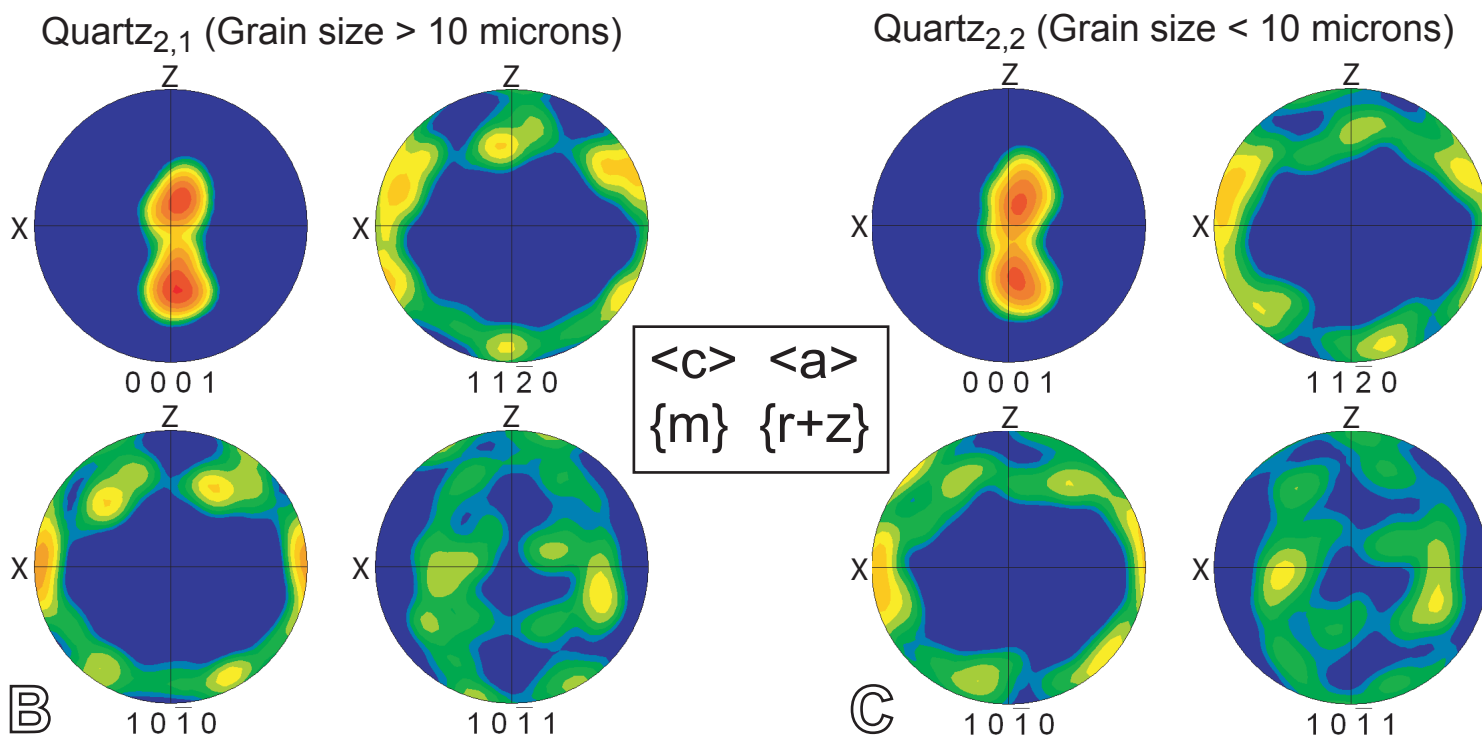 Quartz2,1 (Grain size > 10 microns)
Quartz2,2 (Grain size < 10 microns)
Z Z Z Z
X X X X
0 0 0 1 1 1 2̅ 0 0 0 0 1 1 1 2̅ 0
<c> <a>
{m} {r+z}
Z Z Z Z
X X X X
B C
1 0 1̅ 0 1 0 1̅ 1 1 0 1̅ 0 1 0 1̅ 1